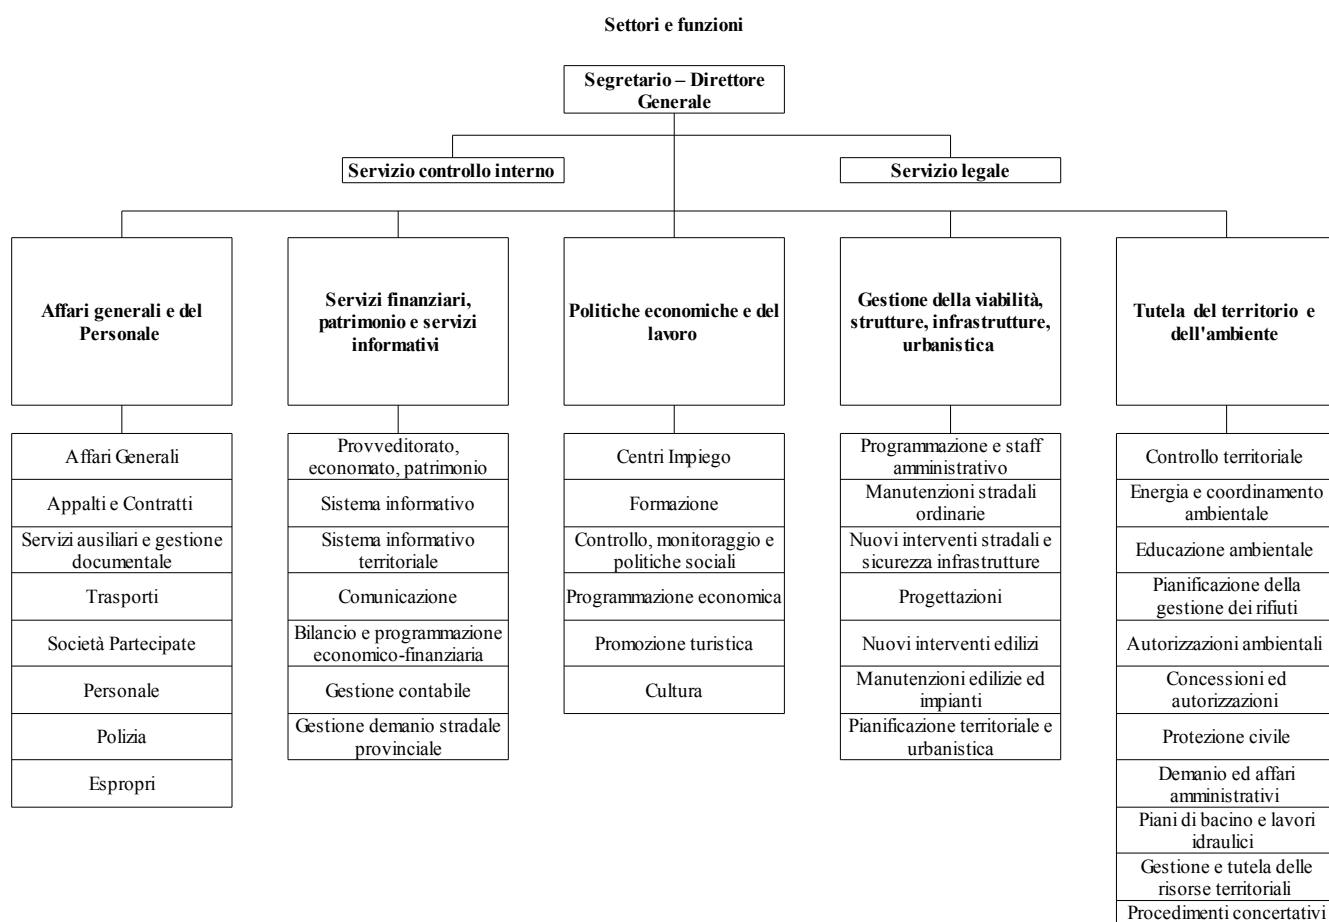 Settori e funzioni
Segretario – Direttore
Generale
Servizio controllo interno
Servizio legale
Affari generali e del
Personale
Servizi finanziari,
patrimonio e servizi
informativi
Politiche economiche e del
lavoro
Gestione della viabilità,
strutture, infrastrutture,
urbanistica
Tutela del territorio e
dell'ambiente
Affari Generali
Appalti e Contratti
Servizi ausiliari e gestione
documentale
Trasporti
Società Partecipate
Personale
Polizia
Espropri
Provveditorato,
economato, patrimonio
Sistema informativo
Sistema informativo
territoriale
Comunicazione
Bilancio e programmazione
economico-finanziaria
Gestione contabile
Gestione demanio stradale
provinciale
Centri Impiego
Formazione
Controllo, monitoraggio e
politiche sociali
Programmazione economica
Promozione turistica
Cultura
Programmazione e staff
amministrativo
Manutenzioni stradali
ordinarie
Nuovi interventi stradali e
sicurezza infrastrutture
Progettazioni
Nuovi interventi edilizi
Manutenzioni edilizie ed
impianti
Pianificazione territoriale e
urbanistica
Controllo territoriale
Energia e coordinamento
ambientale
Educazione ambientale
Pianificazione della
gestione dei rifiuti
Autorizzazioni ambientali
Concessioni ed
autorizzazioni
Protezione civile
Demanio ed affari
amministrativi
Piani di bacino e lavori
idraulici
Gestione e tutela delle
risorse territoriali
Procedimenti concertativi